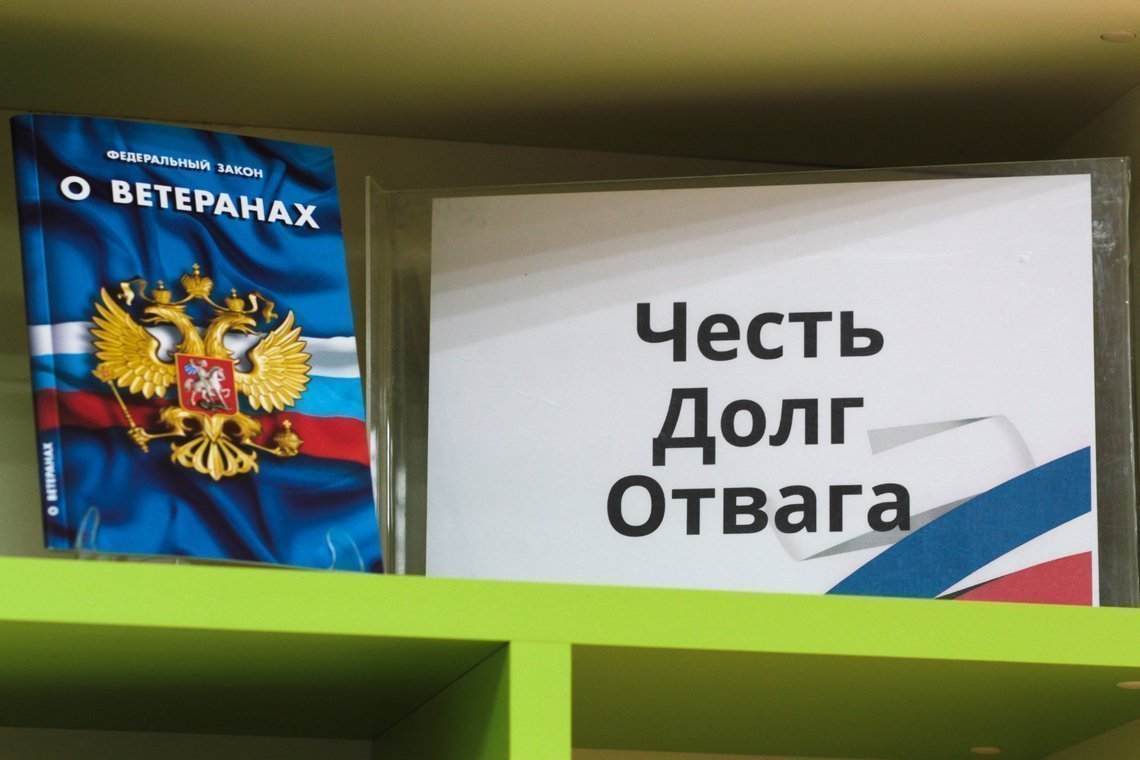 ФЕДЕРАЛЬНЫЙ ЗАКОН
О ВЕТЕРАНАХ
О ВЕТЕРАНАХ
Честь
Долг
Отвага